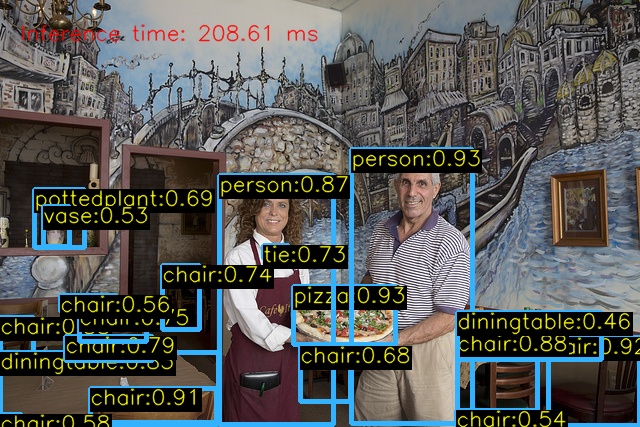 inference time: 208.61 ms
person:0.93
person:0.87
pottedplant:0.69
vase:0.53
tie:0.73
chair:0.74
pizza:0.93
chair:0.56
diningtable:0.46
chair:0.88
chair:0.79
chair:0.68
chair:0.91
chair:0.58
chair:0.54